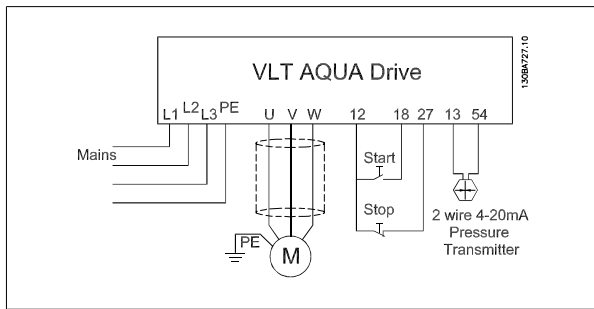 VLT AQUA Drive
130BA727.10
L1 L2 L3 PE U V W 12 18 27 13 54
Mains
Start
Stop
2 wire 4-20mA
Pressure
Transmitter
PE
M